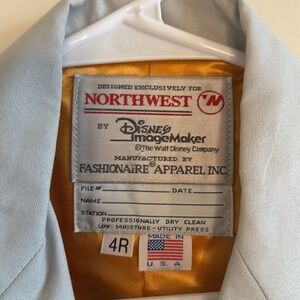 DESIGNED EXCLUSIVELY FOR
NORTHWEST N
BY Disney
ImageMaker
©The Walt Disney Company
MANUFACTURED BY
FASHIONAIRE® APPAREL INC.
FILE# DATE
NAME
STATION
PROFESSIONALLY DRY CLEAN
LOW MOISTURE-UTILITY PRESS
4R
MADE IN
U.S.A